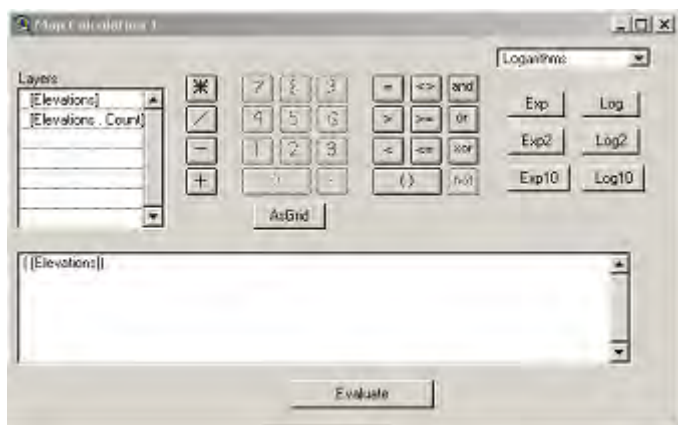 Map Calculation 1
Logarithms
Layers
[Elevations]
[Elevations . Count]
* 7 8 9 = <> and
/ 4 5 6 > >= or
- 1 2 3 < <= xor
+ 0 . ( ) not
Exp Log
Exp2 Log2
Exp10 Log10
AsGrid
( [Elevations])
Evaluate